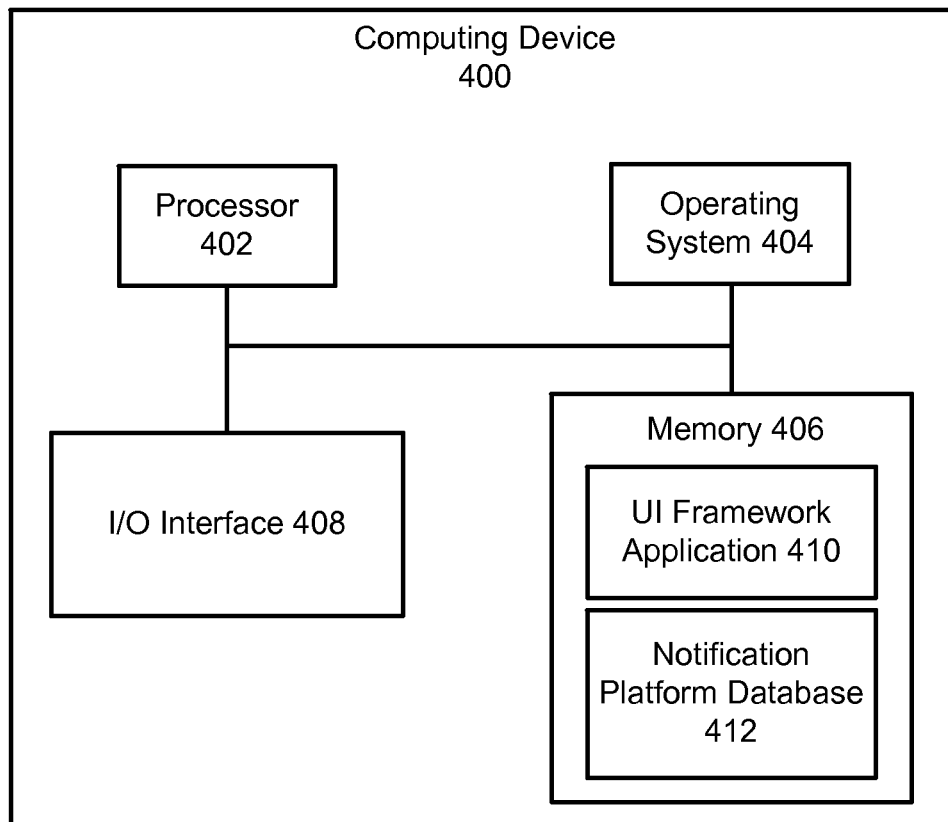 Computing Device
400
Processor
402
Operating
System 404
I/O Interface 408
Memory 406
UI Framework
Application 410
Notification
Platform Database
412